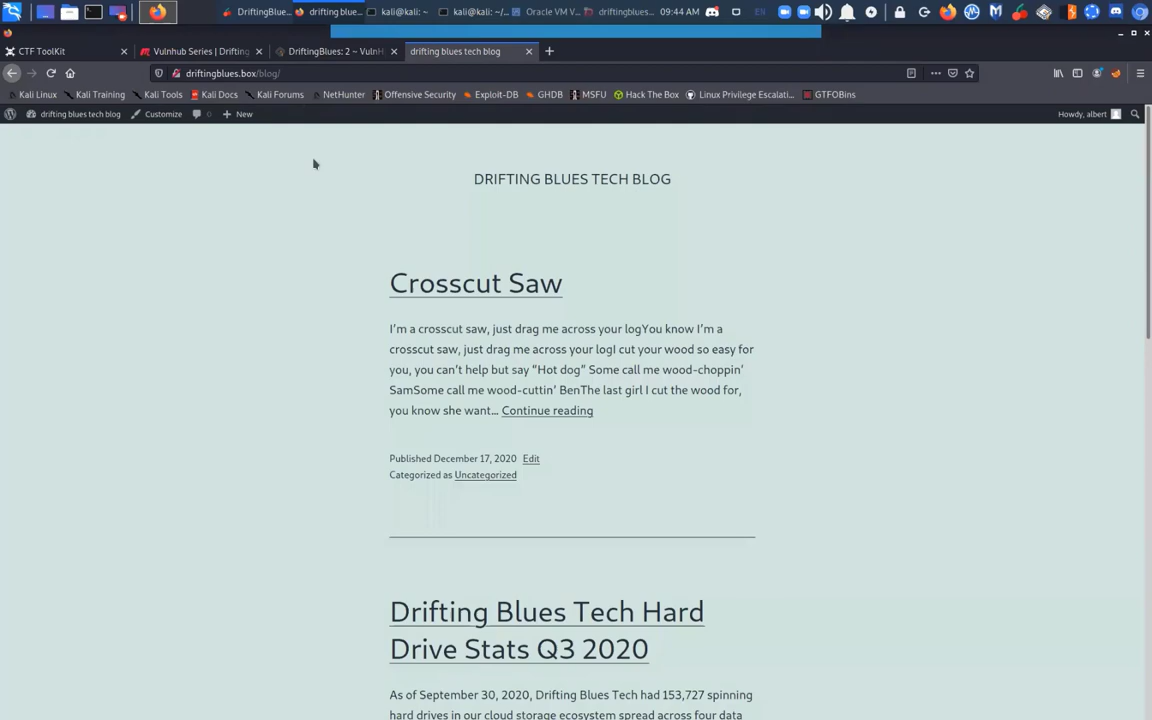 DriftingBlue...
drifting blue...
kali@kali: ~
kali@kali: ~/...
Oracle VM V...
driftingblues...
09:44 AM
EN
CTF ToolKit
Vulnhub Series | Drifting
DriftingBlues: 2 ~ VulnH
drifting blues tech blog
driftingblues.box/blog/
Kali Linux
Kali Training
Kali Tools
Kali Docs
Kali Forums
NetHunter
Offensive Security
Exploit-DB
GHDB
MSFU
Hack The Box
Linux Privilege Escalati...
GTFOBins
drifting blues tech blog
Customize
0
New
Howdy, albert
DRIFTING BLUES TECH BLOG
Crosscut Saw
I'm a crosscut saw, just drag me across your logYou know I'm a
crosscut saw, just drag me across your logI cut your wood so easy for
you, you can't help but say “Hot dog” Some call me wood-choppin'
SamSome call me wood-cuttin' BenThe last girl I cut the wood for,
you know she want… Continue reading
Published December 17, 2020 Edit
Categorized as Uncategorized
Drifting Blues Tech Hard
Drive Stats Q3 2020
As of September 30, 2020, Drifting Blues Tech had 153,727 spinning
hard drives in our cloud storage ecosystem spread across four data